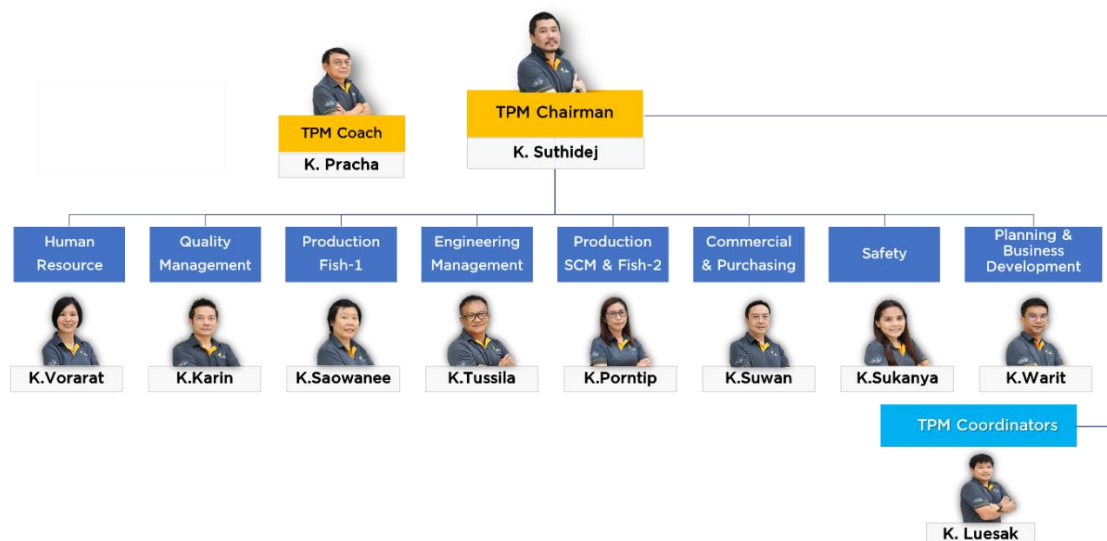 TPM Coach
K. Pracha
TPM Chairman
K. Suthidej
Human
Resource
K.Vorarat
Quality
Management
K.Karin
Production
Fish-1
K.Saowanee
Engineering
Management
K.Tussila
Production
SCM & Fish-2
K.Porntip
Commercial
& Purchasing
K.Suwan
Safety
K.Sukanya
Planning &
Business
Development
K.Warit
TPM Coordinators
K. Luesak